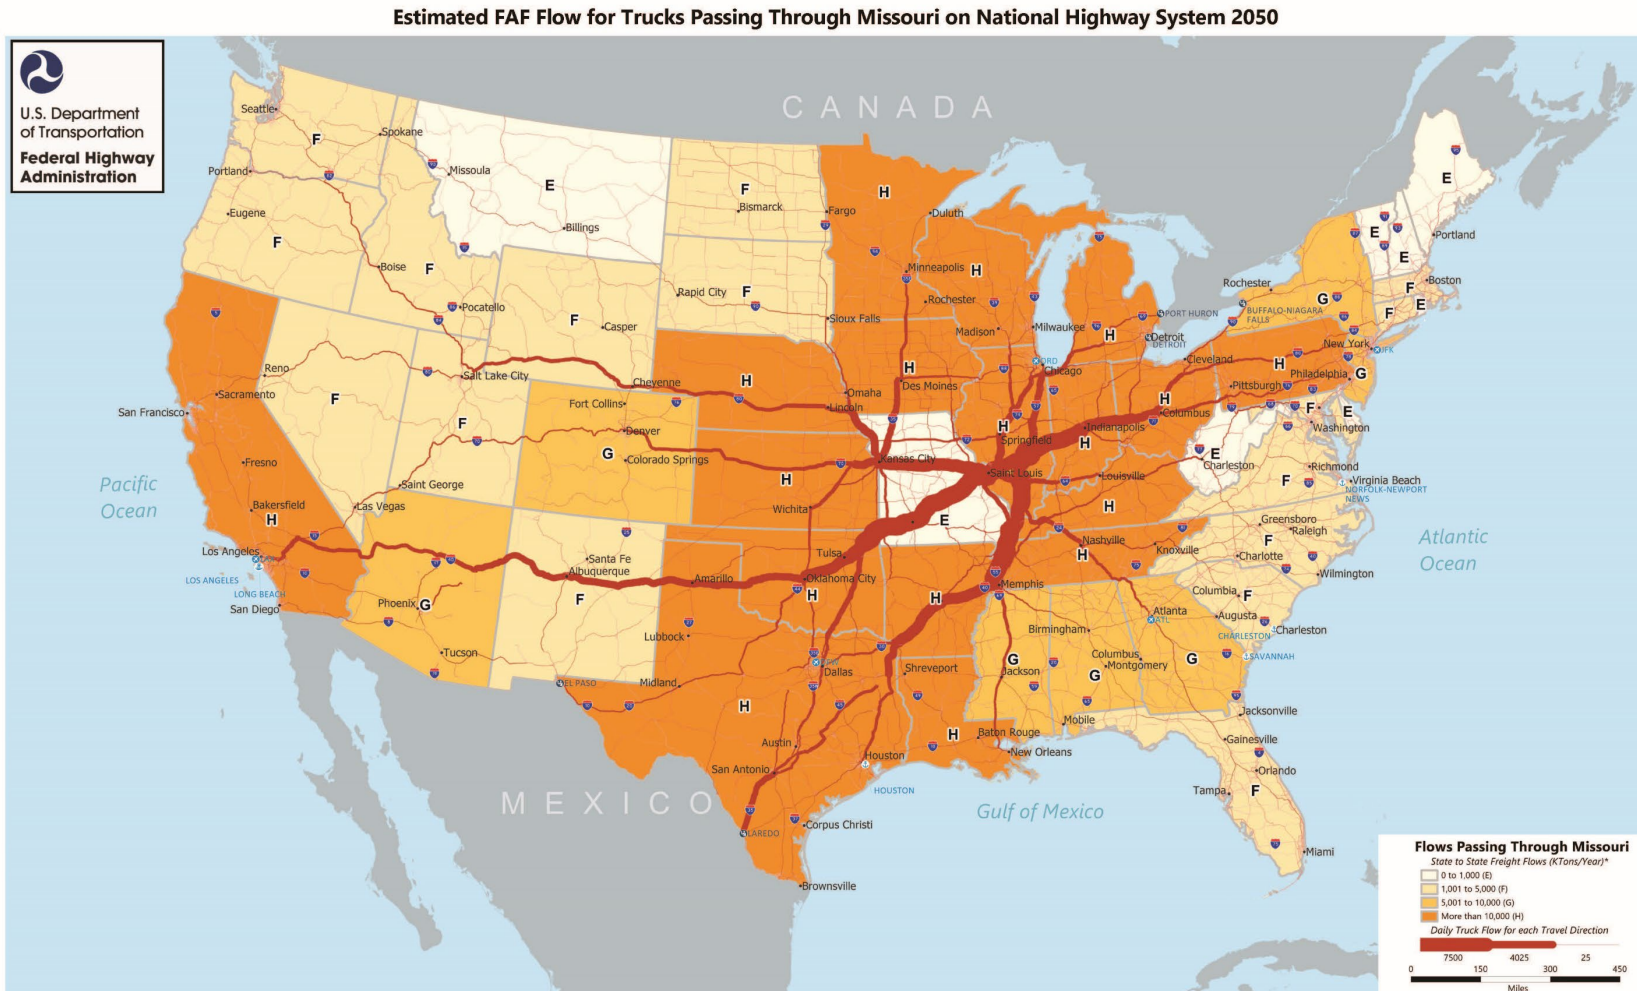 Estimated FAF Flow for Trucks Passing Through Missouri on National Highway System 2050
U.S. Department
of Transportation
Federal Highway
Administration
CANADA
Seattle
F
Spokane
Missoula
E
E
Portland
F
Bismarck
H
Fargo
Duluth
Eugene
Billings
E
Portland
F
Boise
F
Minneapolis
H
E
Rapid City
F
Rochester
Boston
F
Pocatello
Rochester
G
BUFFALO-NIAGARA
FALLS
E
F
F
Casper
Sioux Falls
Madison
Milwaukee
H
PORT HURON
Detroit
DETROIT
New York
JFK
Reno
Salt Lake City
Cheyenne
H
Omaha
H
Des Moines
ORD
Chicago
Cleveland
H
Philadelphia
G
Sacramento
F
Fort Collins
Lincoln
Pittsburgh
San Francisco
F
Denver
H
Springfield
H
Columbus
F
E
Washington
G
Colorado Springs
Kansas City
Indianapolis
H
E
Charleston
Fresno
Saint George
H
Saint Louis
Louisville
Richmond
F
Virginia Beach
NORFOLK-NEWPORT
NEWS
Pacific
Ocean
Bakersfield
H
Las Vegas
Wichita
E
H
Greensboro
Raleigh
F
Los Angeles
Santa Fe
Albuquerque
Tulsa
Nashville
H
Knoxville
Charlotte
Atlantic
Ocean
LOS ANGELES
LONG BEACH
San Diego
Phoenix
G
F
Amarillo
Oklahoma City
H
H
Memphis
Wilmington
Columbia
F
Lubbock
Birmingham
Atlanta
ATL
Augusta
CHARLESTON
Charleston
Tucson
EL PASO
Midland
DFW
Dallas
Shreveport
G
Jackson
Columbus
Montgomery
G
G
SAVANNAH
H
Austin
H
Baton Rouge
Mobile
Jacksonville
San Antonio
Houston
New Orleans
Gainesville
HOUSTON
Orlando
MEXICO
Gulf of Mexico
Tampa
F
LAREDO
Corpus Christi
Miami
Brownsville
Flows Passing Through Missouri
State to State Freight Flows (KTons/Year)*
0 to 1,000 (E)
1,001 to 5,000 (F)
5,001 to 10,000 (G)
More than 10,000 (H)
Daily Truck Flow for each Travel Direction
7500 4025 25
0 150 300 450
Miles